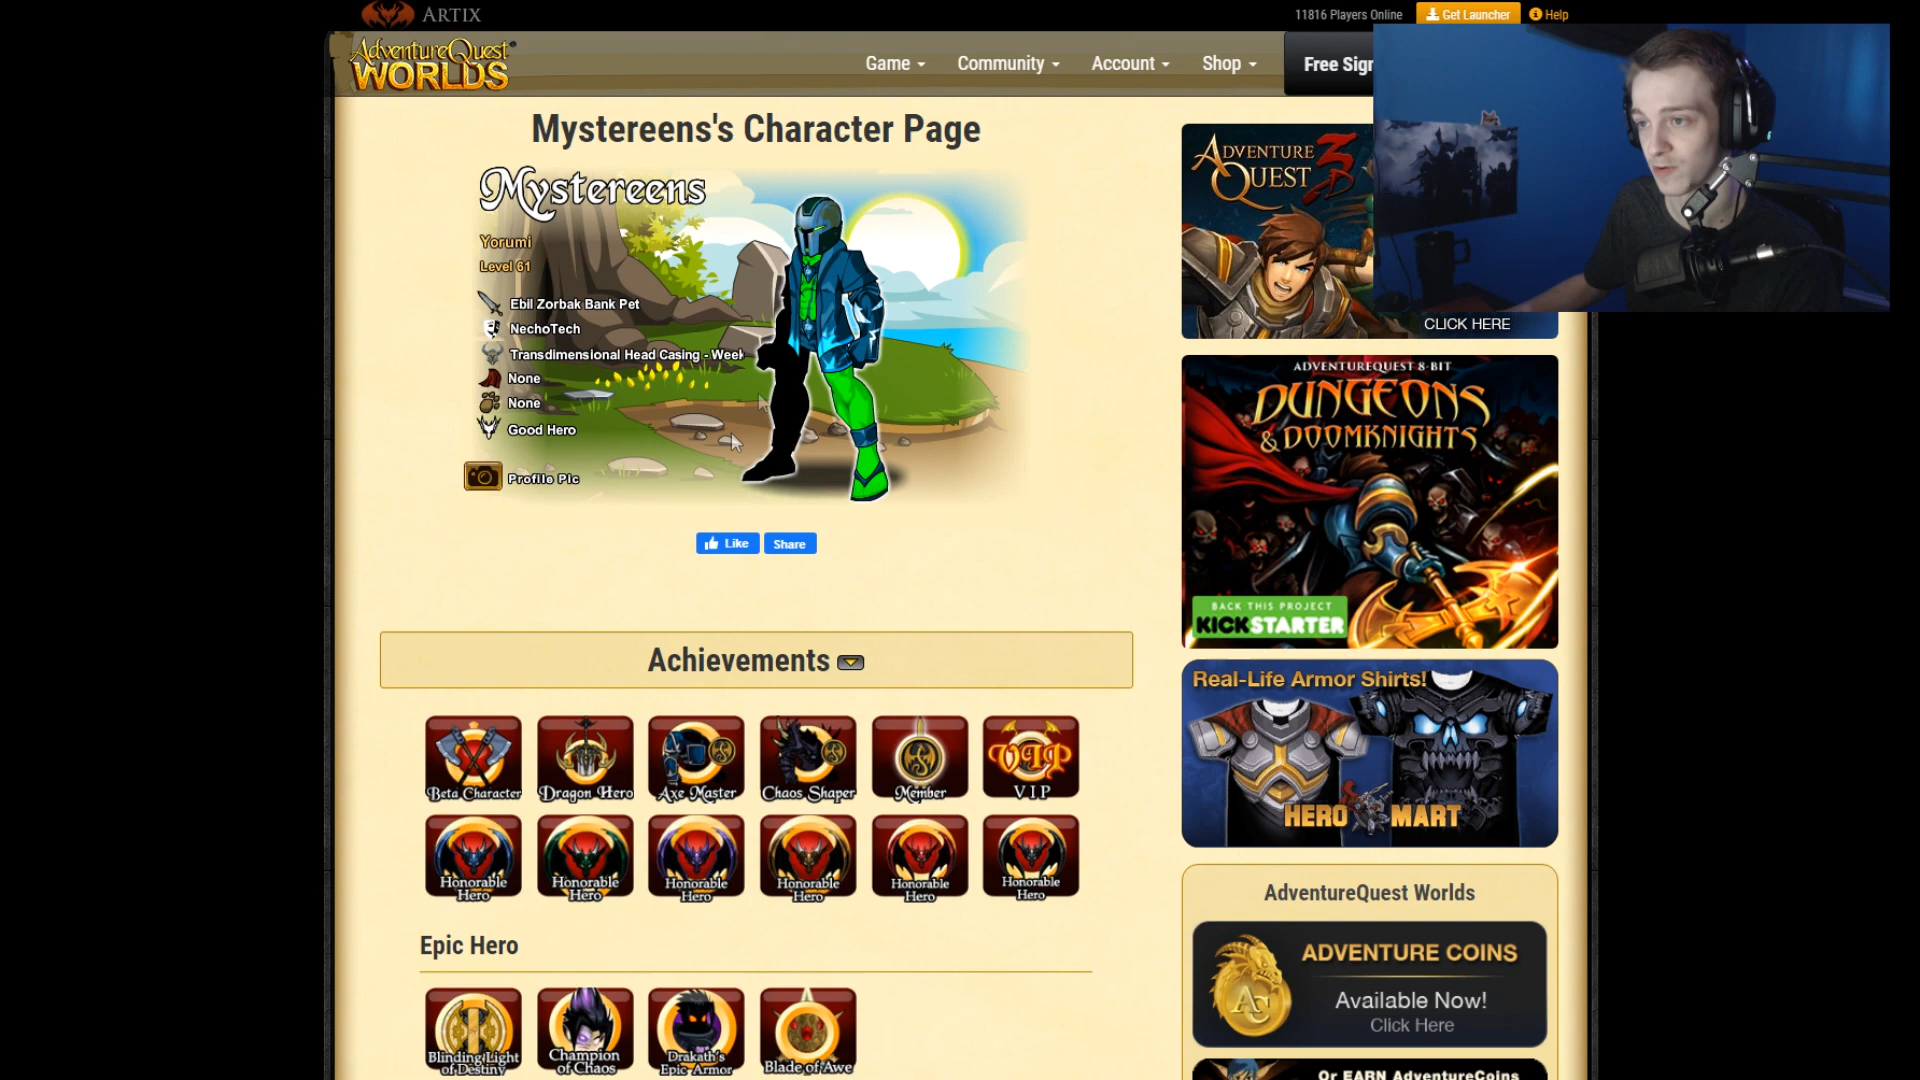 ARTIX
11816 Players Online
Get Launcher
Help
AdventureQuest
WORLDS
Game
Community
Account
Shop
Free Sign
Mystereens's Character Page
Mystereens
Yorumi
Level 61
Ebil Zorbak Bank Pet
NechoTech
Transdimensional Head Casing - Week
None
None
Good Hero
Profile Pic
Like
Share
Achievements
Beta Character
Dragon Hero
Axe Master
Chaos Shaper
Member
VIP
VIP
Honorable Hero
Honorable Hero
Honorable Hero
Honorable Hero
Honorable Hero
Honorable Hero
Epic Hero
Blinding Light of Destiny
Champion of Chaos
Drakath's Epic Armor
Blade of Awe
ADVENTURE QUEST 3D
CLICK HERE
ADVENTUREQUEST 8-BIT
DUNGEONS
& DOOMKNIGHTS
BACK THIS PROJECT
KICKSTARTER
Real-Life Armor Shirts!
HERO MART
AdventureQuest Worlds
AC
ADVENTURE COINS
Available Now!
Click Here
Or EARN AdventureCoins